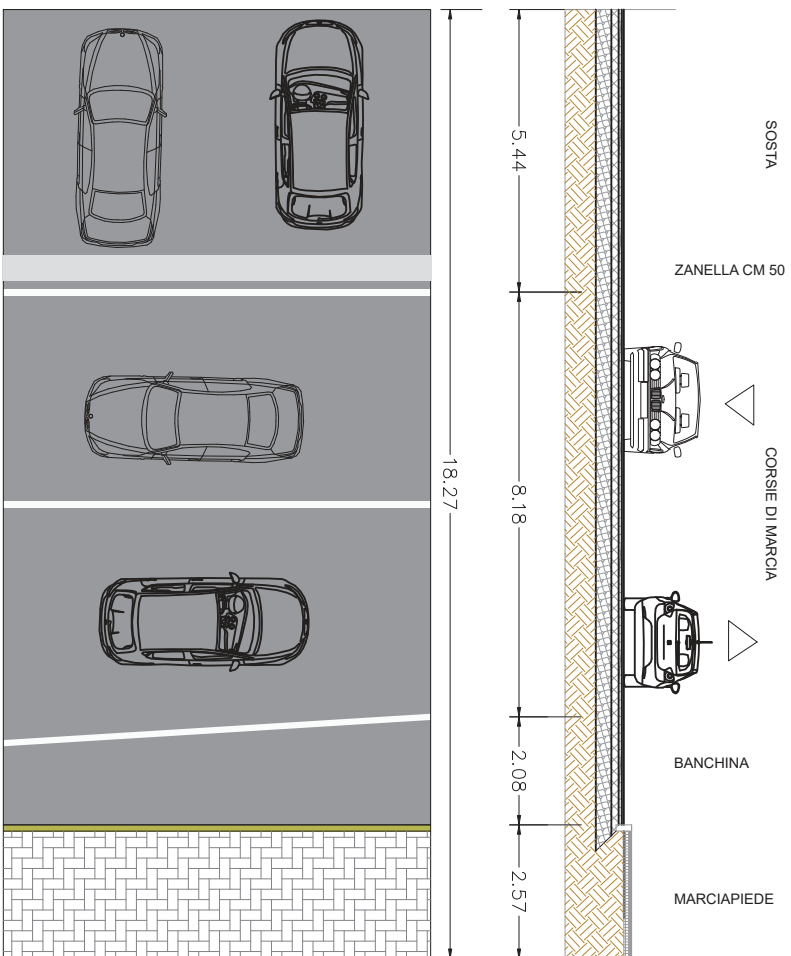 SOSTA
ZANELLA CM 50
CORSIE DI MARCIA
BANCHINA
MARCIAPIEDE
5.44
8.18
2.08
2.57
18.27